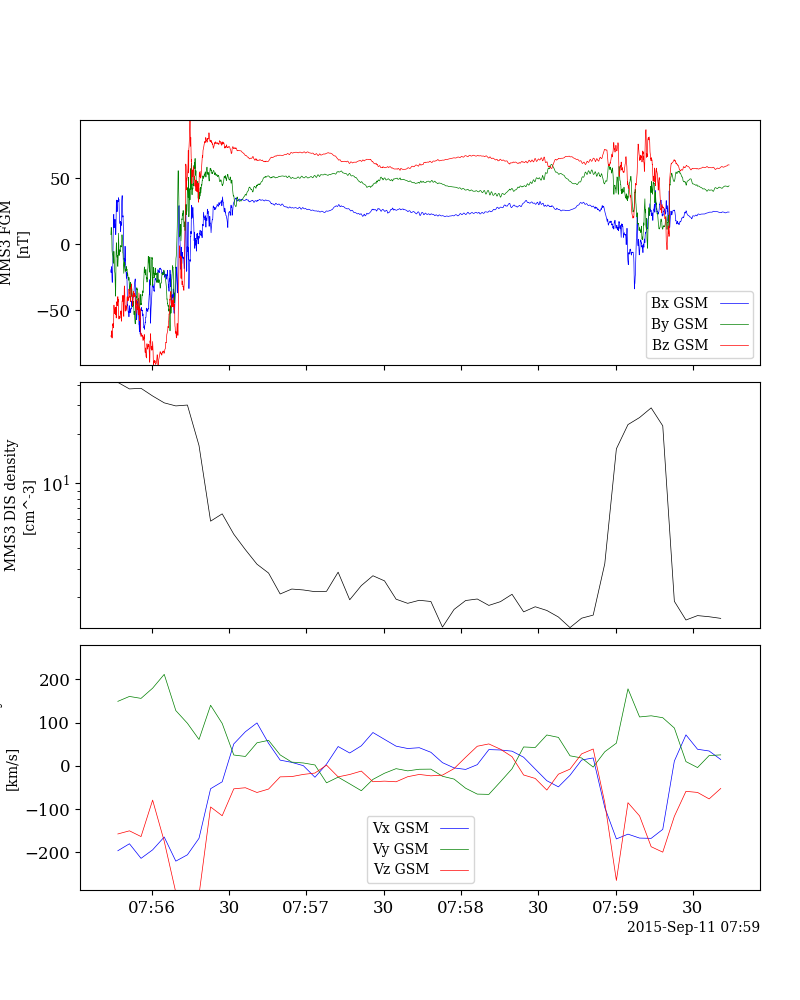 MMS3 FGM
[nT]
50
0
−50
Bx GSM
By GSM
Bz GSM
MMS3 DIS density
[cm^-3]
10^1
[km/s]
200
100
0
−100
−200
Vx GSM
Vy GSM
Vz GSM
07:56 30 07:57 30 07:58 30 07:59 30
2015-Sep-11 07:59